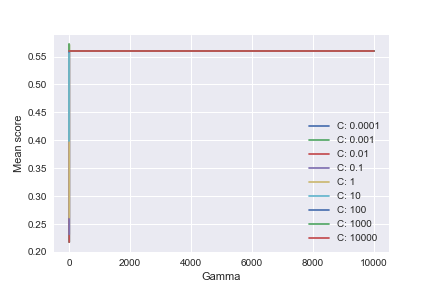 0.55
0.50
0.45
0.40
0.35
0.30
0.25
0.20
Mean score
0
2000
4000
6000
8000
10000
Gamma
C: 0.0001
C: 0.001
C: 0.01
C: 0.1
C: 1
C: 10
C: 100
C: 1000
C: 10000